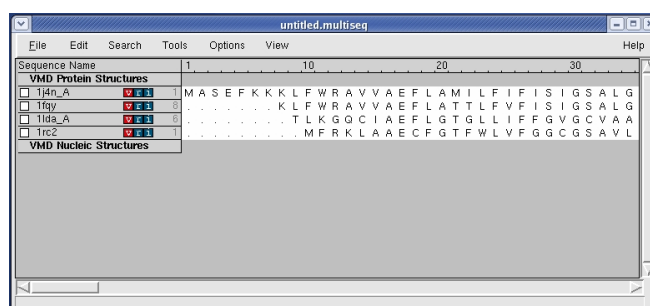 untitled.multiseq
File Edit Search Tools Options View Help
Sequence Name 1 10 20 30
VMD Protein Structures
1j4n_A v r i 1 M A S E F K K K L F W R A V V A E F L A M I L F I F I S I G S A L G
1fqy v r i 8 . . . . . . . K L F W R A V V A E F L A T T L F V F I S I G S A L G
1lda_A v r i 6 . . . . . . . . T L K G Q C I A E F L G T G L L I F F G V G C V A A
1rc2 v r i 1 . . . . . . . . . M F R K L A A E C F G T F W L V F G G C G S A V L
VMD Nucleic Structures